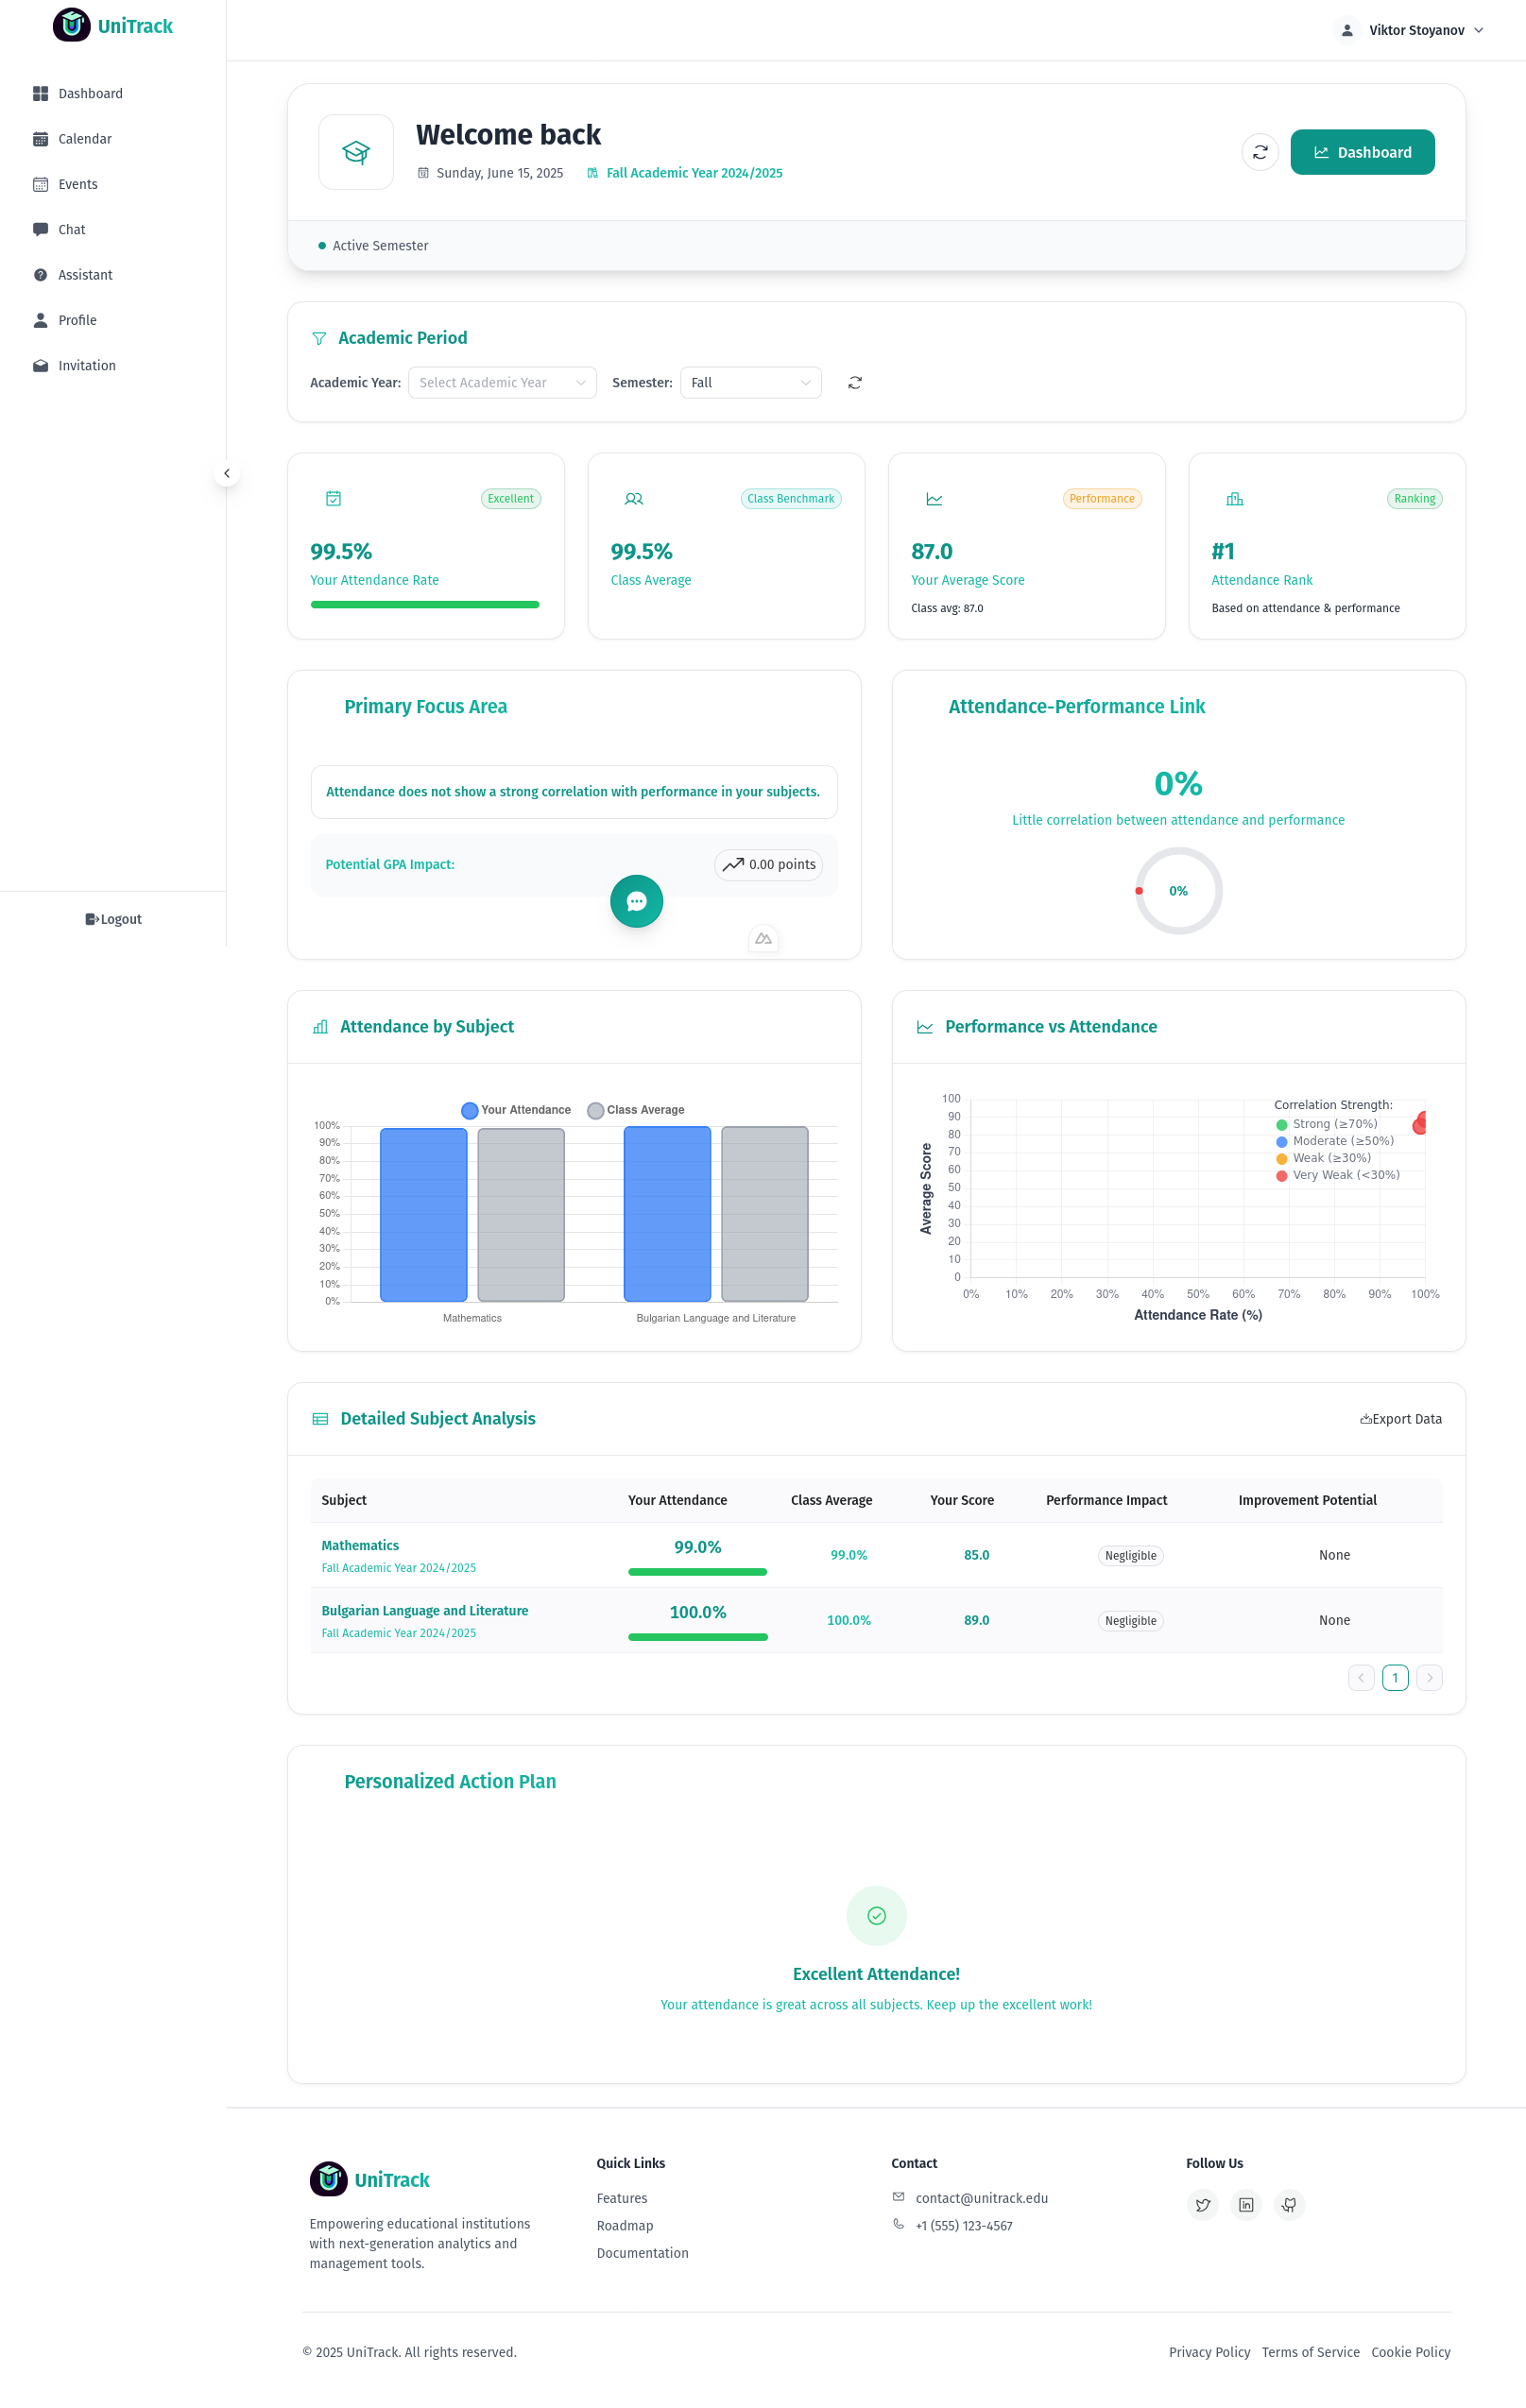 UniTrack
Viktor Stoyanov
Dashboard
Calendar
Events
Chat
Assistant
Profile
Invitation
Logout
Welcome back
Sunday, June 15, 2025
Fall Academic Year 2024/2025
Dashboard
Active Semester
Academic Period
Academic Year:
Select Academic Year
Semester:
Fall
Excellent
99.5%
Your Attendance Rate
Class Benchmark
99.5%
Class Average
Performance
87.0
Your Average Score
Class avg: 87.0
Ranking
#1
Attendance Rank
Based on attendance & performance
Primary Focus Area
Attendance does not show a strong correlation with performance in your subjects.
Potential GPA Impact:
0.00 points
Attendance-Performance Link
0%
Little correlation between attendance and performance
0%
Attendance by Subject
Your Attendance
Class Average
100%
90%
80%
70%
60%
50%
40%
30%
20%
10%
0%
Mathematics
Bulgarian Language and Literature
Performance vs Attendance
Average Score
100
90
80
70
60
50
40
30
20
10
0
Correlation Strength:
Strong (≥70%)
Moderate (≥50%)
Weak (≥30%)
Very Weak (<30%)
0%
10%
20%
30%
40%
50%
60%
70%
80%
90%
100%
Attendance Rate (%)
Detailed Subject Analysis
Export Data
Subject
Your Attendance
Class Average
Your Score
Performance Impact
Improvement Potential
Mathematics
Fall Academic Year 2024/2025
99.0%
99.0%
85.0
Negligible
None
Bulgarian Language and Literature
Fall Academic Year 2024/2025
100.0%
100.0%
89.0
Negligible
None
1
Personalized Action Plan
Excellent Attendance!
Your attendance is great across all subjects. Keep up the excellent work!
UniTrack
Empowering educational institutions
with next-generation analytics and
management tools.
Quick Links
Features
Roadmap
Documentation
Contact
contact@unitrack.edu
+1 (555) 123-4567
Follow Us
© 2025 UniTrack. All rights reserved.
Privacy Policy
Terms of Service
Cookie Policy